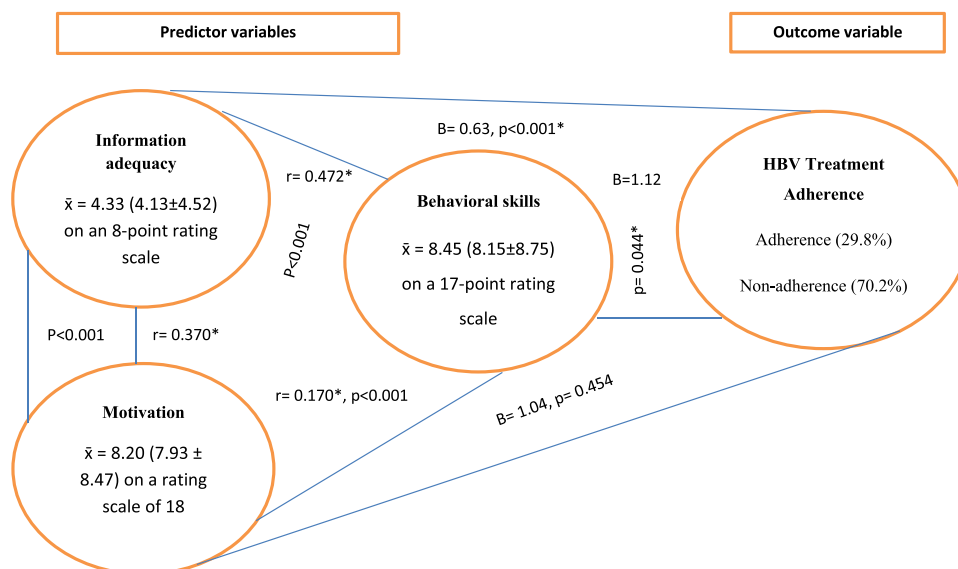 Predictor variables
Outcome variable
Information
adequacy
x̄ = 4.33 (4.13±4.52)
on an 8-point rating
scale
B= 0.63, p<0.001*
r= 0.472*
P<0.001
Behavioral skills
x̄ = 8.45 (8.15±8.75)
on a 17-point rating
scale
B=1.12
p= 0.044*
HBV Treatment
Adherence
Adherence (29.8%)
Non-adherence (70.2%)
P<0.001
r= 0.370*
r= 0.170*, p<0.001
B= 1.04, p= 0.454
Motivation
x̄ = 8.20 (7.93 ±
8.47) on a rating
scale of 18